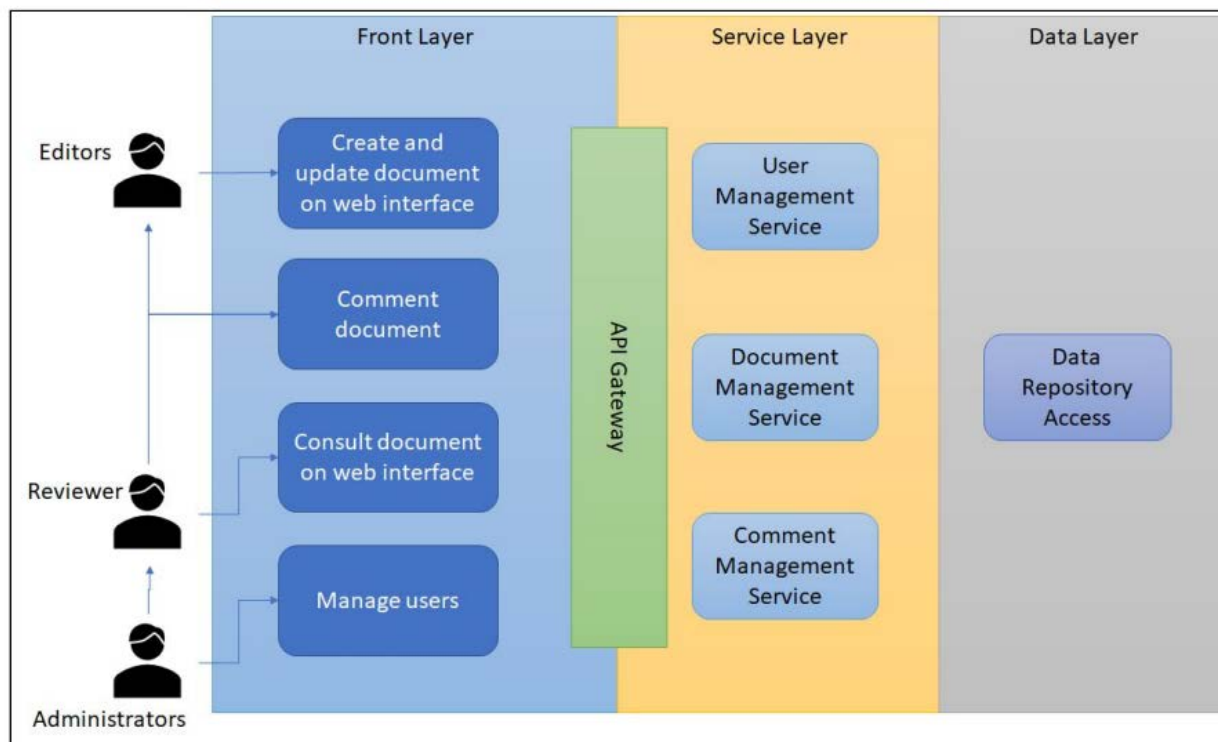 Front Layer
Service Layer
Data Layer
Editors
Create and
update document
on web interface
Comment
document
Reviewer
Consult document
on web interface
Administrators
Manage users
API Gateway
User
Management
Service
Document
Management
Service
Comment
Management
Service
Data
Repository
Access